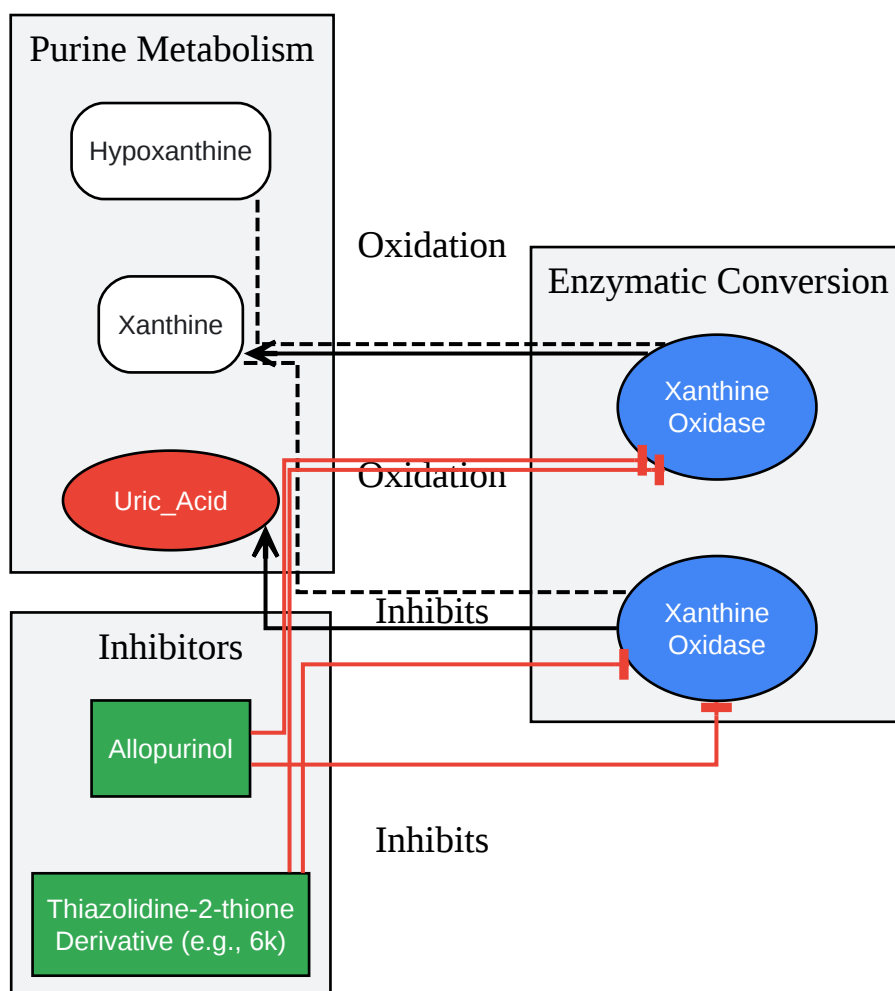 Purine Metabolism
Hypoxanthine
Oxidation
Enzymatic Conversion
Xanthine
Xanthine
Oxidase
Oxidation
Uric_Acid
Inhibits
Xanthine
Oxidase
Inhibitors
Allopurinol
Inhibits
Thiazolidine-2-thione
Derivative (e.g., 6k)